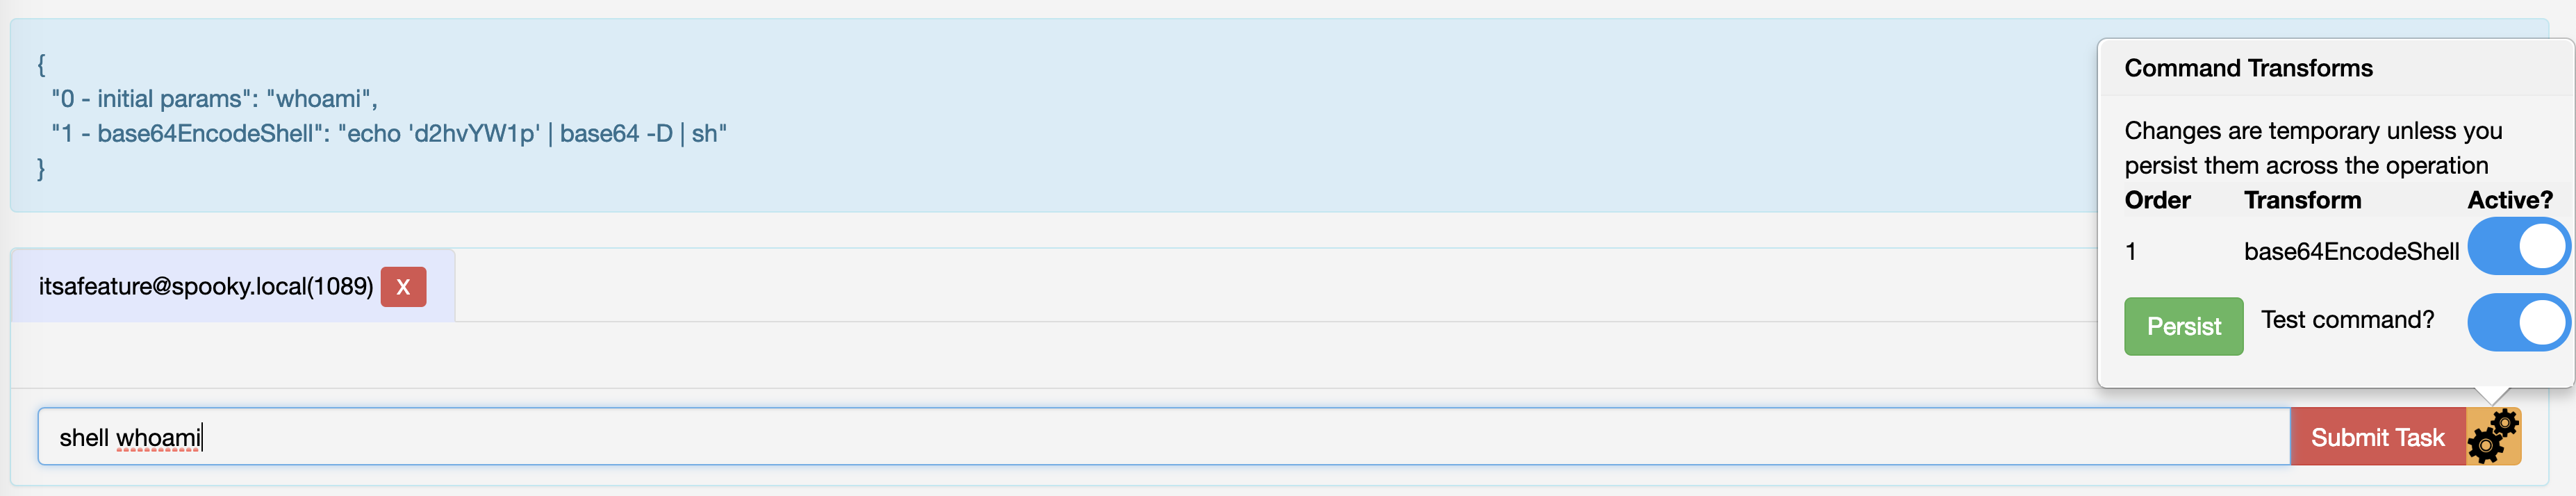 {
"0 - initial params": "whoami",
"1 - base64EncodeShell": "echo 'd2hvYW1p' | base64 -D | sh"
}
Command Transforms
Changes are temporary unless you
persist them across the operation
Order Transform Active?
1 base64EncodeShell
Persist Test command?
itsafeature@spooky.local(1089) X
shell whoami
Submit Task